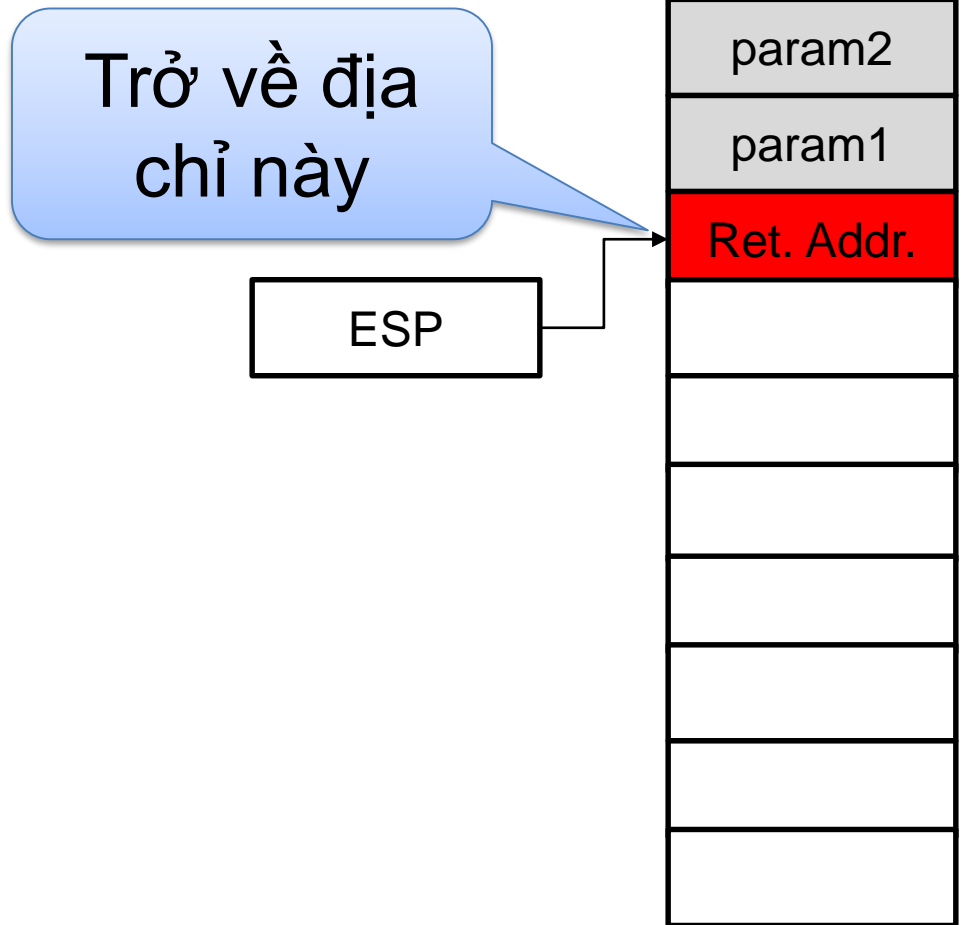 Trở về địa
chỉ này
param2
param1
Ret. Addr.
ESP